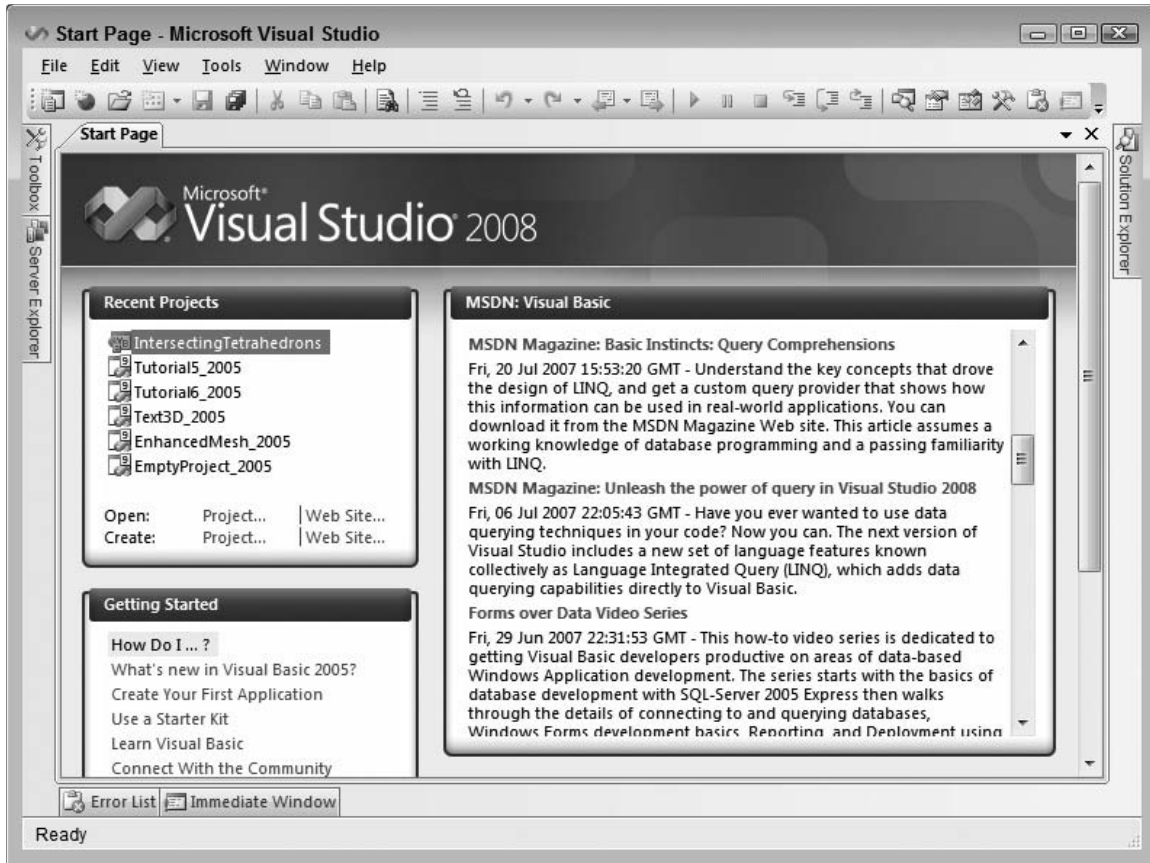 Start Page - Microsoft Visual Studio
File Edit View Tools Window Help
Toolbox
Server Explorer
Start Page
Solution Explorer
Microsoft®
Visual Studio® 2008
Recent Projects
IntersectingTetrahedrons
Tutorial5_2005
Tutorial6_2005
Text3D_2005
EnhancedMesh_2005
EmptyProject_2005
Open: Project... | Web Site...
Create: Project... | Web Site...
Getting Started
How Do I ... ?
What's new in Visual Basic 2005?
Create Your First Application
Use a Starter Kit
Learn Visual Basic
Connect With the Community
MSDN: Visual Basic
MSDN Magazine: Basic Instincts: Query Comprehensions
Fri, 20 Jul 2007 15:53:20 GMT - Understand the key concepts that drove
the design of LINQ, and get a custom query provider that shows how
this information can be used in real-world applications. You can
download it from the MSDN Magazine Web site. This article assumes a
working knowledge of database programming and a passing familiarity
with LINQ.
MSDN Magazine: Unleash the power of query in Visual Studio 2008
Fri, 06 Jul 2007 22:05:43 GMT - Have you ever wanted to use data
querying techniques in your code? Now you can. The next version of
Visual Studio includes a new set of language features known
collectively as Language Integrated Query (LINQ), which adds data
querying capabilities directly to Visual Basic.
Forms over Data Video Series
Fri, 29 Jun 2007 22:31:53 GMT - This how-to video series is dedicated to
getting Visual Basic developers productive on areas of data-based
Windows Application development. The series starts with the basics of
database development with SQL-Server 2005 Express then walks
through the details of connecting to and querying databases,
Windows Forms development basics, Reporting, and Deployment using
Error List
Immediate Window
Ready